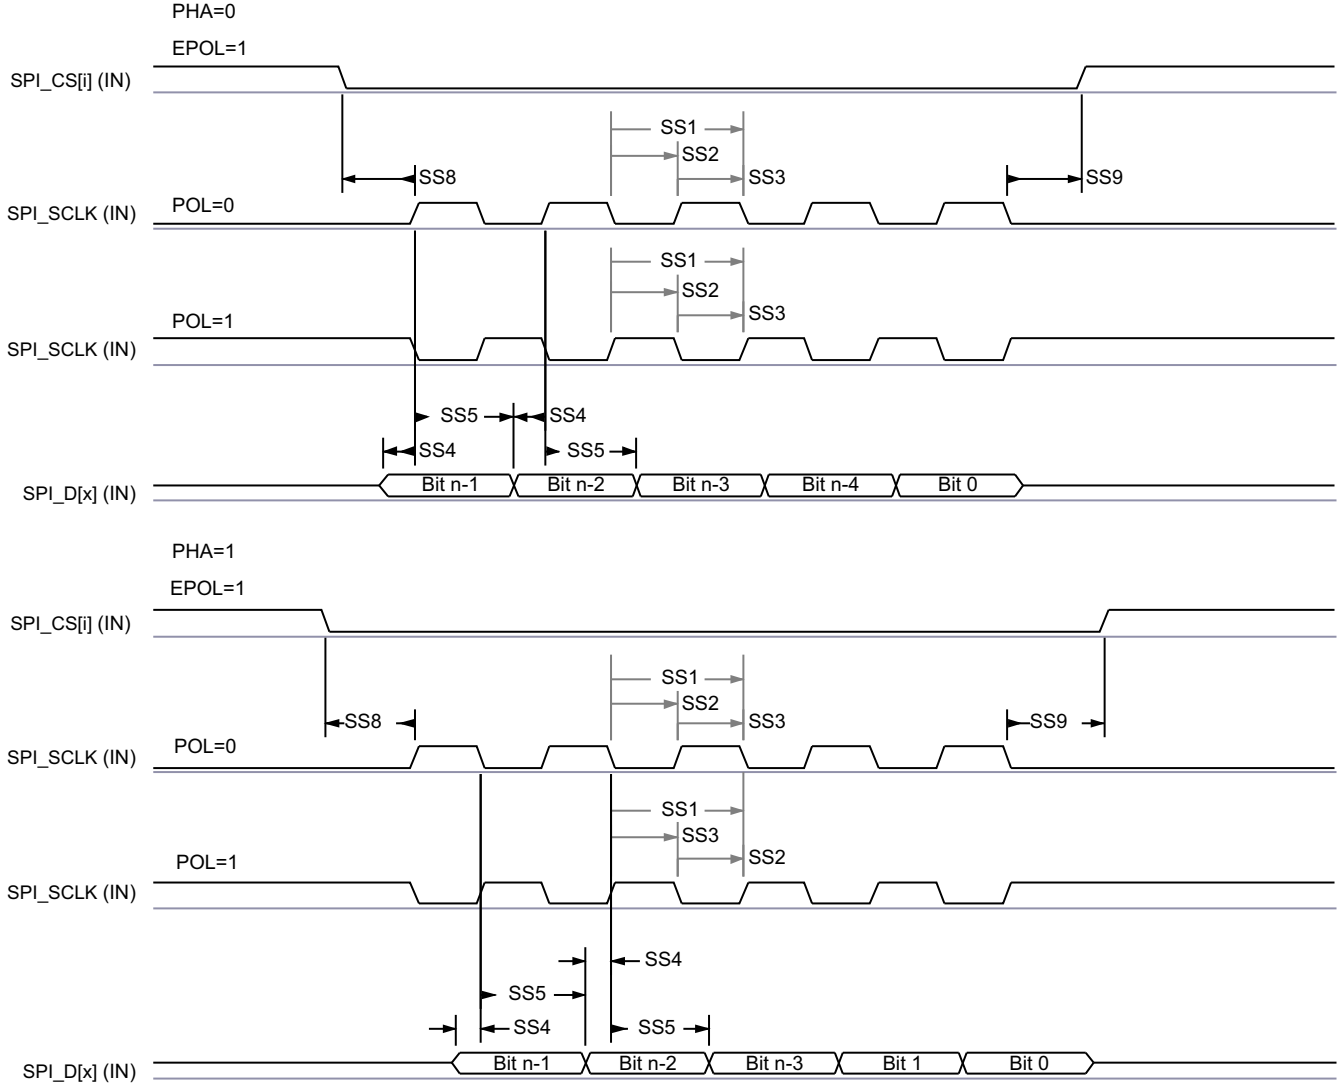 PHA=0
EPOL=1
SPI_CS[i] (IN)
SS1
SS2
SS8
SS3
SS9
POL=0
SPI_SCLK (IN)
SS1
SS2
SS3
POL=1
SPI_SCLK (IN)
SS5
SS4
SS4
SS5
SPI_D[x] (IN)
Bit n-1
Bit n-2
Bit n-3
Bit n-4
Bit 0
PHA=1
EPOL=1
SPI_CS[i] (IN)
SS1
SS2
SS8
SS3
SS9
POL=0
SPI_SCLK (IN)
SS1
SS3
SS2
POL=1
SPI_SCLK (IN)
SS4
SS5
SS4
SS5
SPI_D[x] (IN)
Bit n-1
Bit n-2
Bit n-3
Bit 1
Bit 0